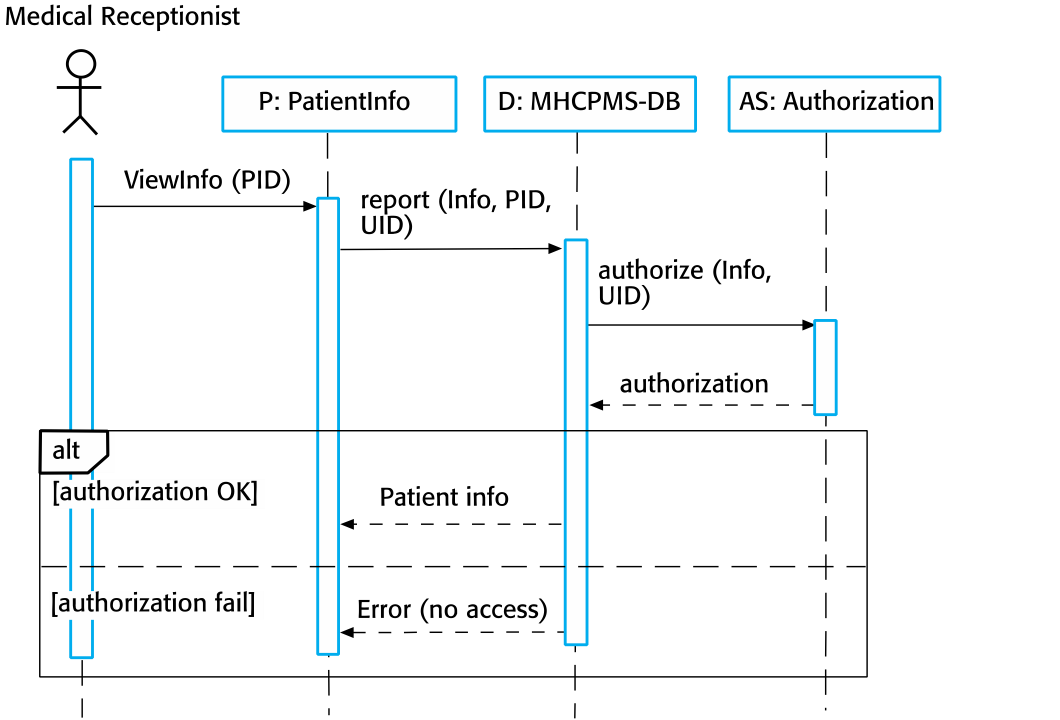 Medical Receptionist
P: PatientInfo
D: MHCPMS-DB
AS: Authorization
ViewInfo (PID)
report (Info, PID,
UID)
authorize (Info,
UID)
authorization
alt
[authorization OK]
Patient info
[authorization fail]
Error (no access)